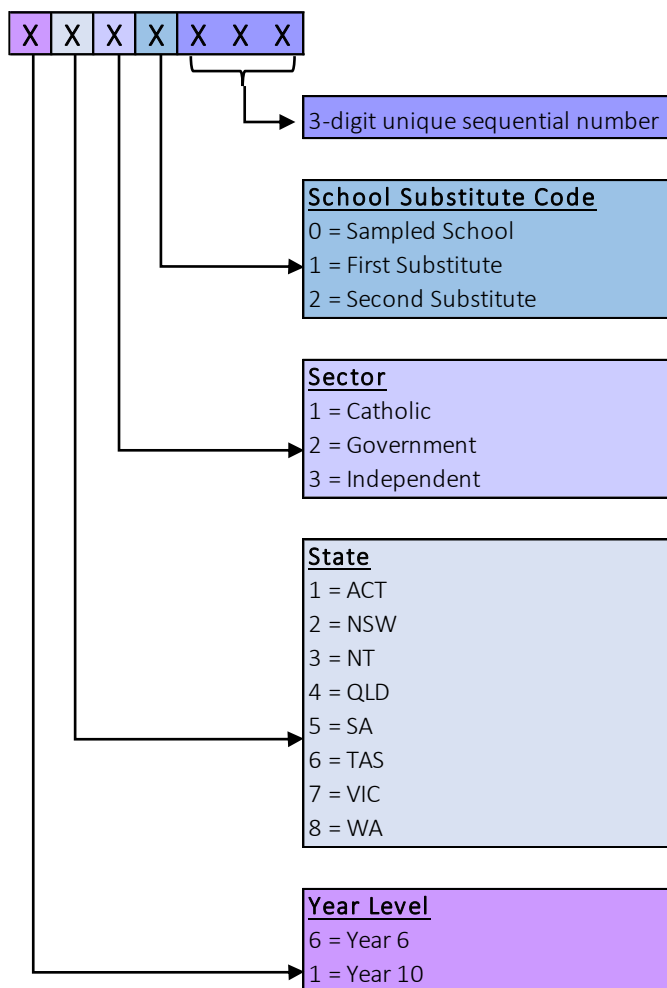 X X X X X X X
3-digit unique sequential number
School Substitute Code
0 = Sampled School
1 = First Substitute
2 = Second Substitute
Sector
1 = Catholic
2 = Government
3 = Independent
State
1 = ACT
2 = NSW
3 = NT
4 = QLD
5 = SA
6 = TAS
7 = VIC
8 = WA
Year Level
6 = Year 6
1 = Year 10